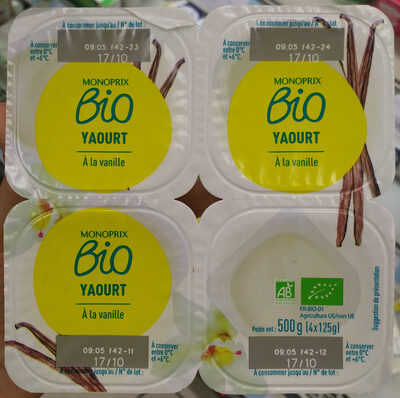 À consommer jusqu'au / N° de lot :
09.05 f42-23
17/10
À conserver
entre 0°C
et +6°C.
MONOPRIX
Bio
YAOURT
À la vanille
À consommer jusqu'au / N° de lot :
09.05 f42-24
17/10
À conserver
entre 0°C
et +6°C.
MONOPRIX
Bio
YAOURT
À la vanille
MONOPRIX
Bio
YAOURT
À la vanille
09.05 f42-11
17/10
À conserver
entre 0°C
et +6°C.
À consommer jusqu'au / N° de lot :
AB
FR-BIO-01
Agriculture UE/non UE
Poids net : 500 g (4x125g)
Suggestion de présentation
09.05 f42-12
17/10
À conserver
entre 0°C
et +6°C.
À consommer jusqu'au / N° de lot :